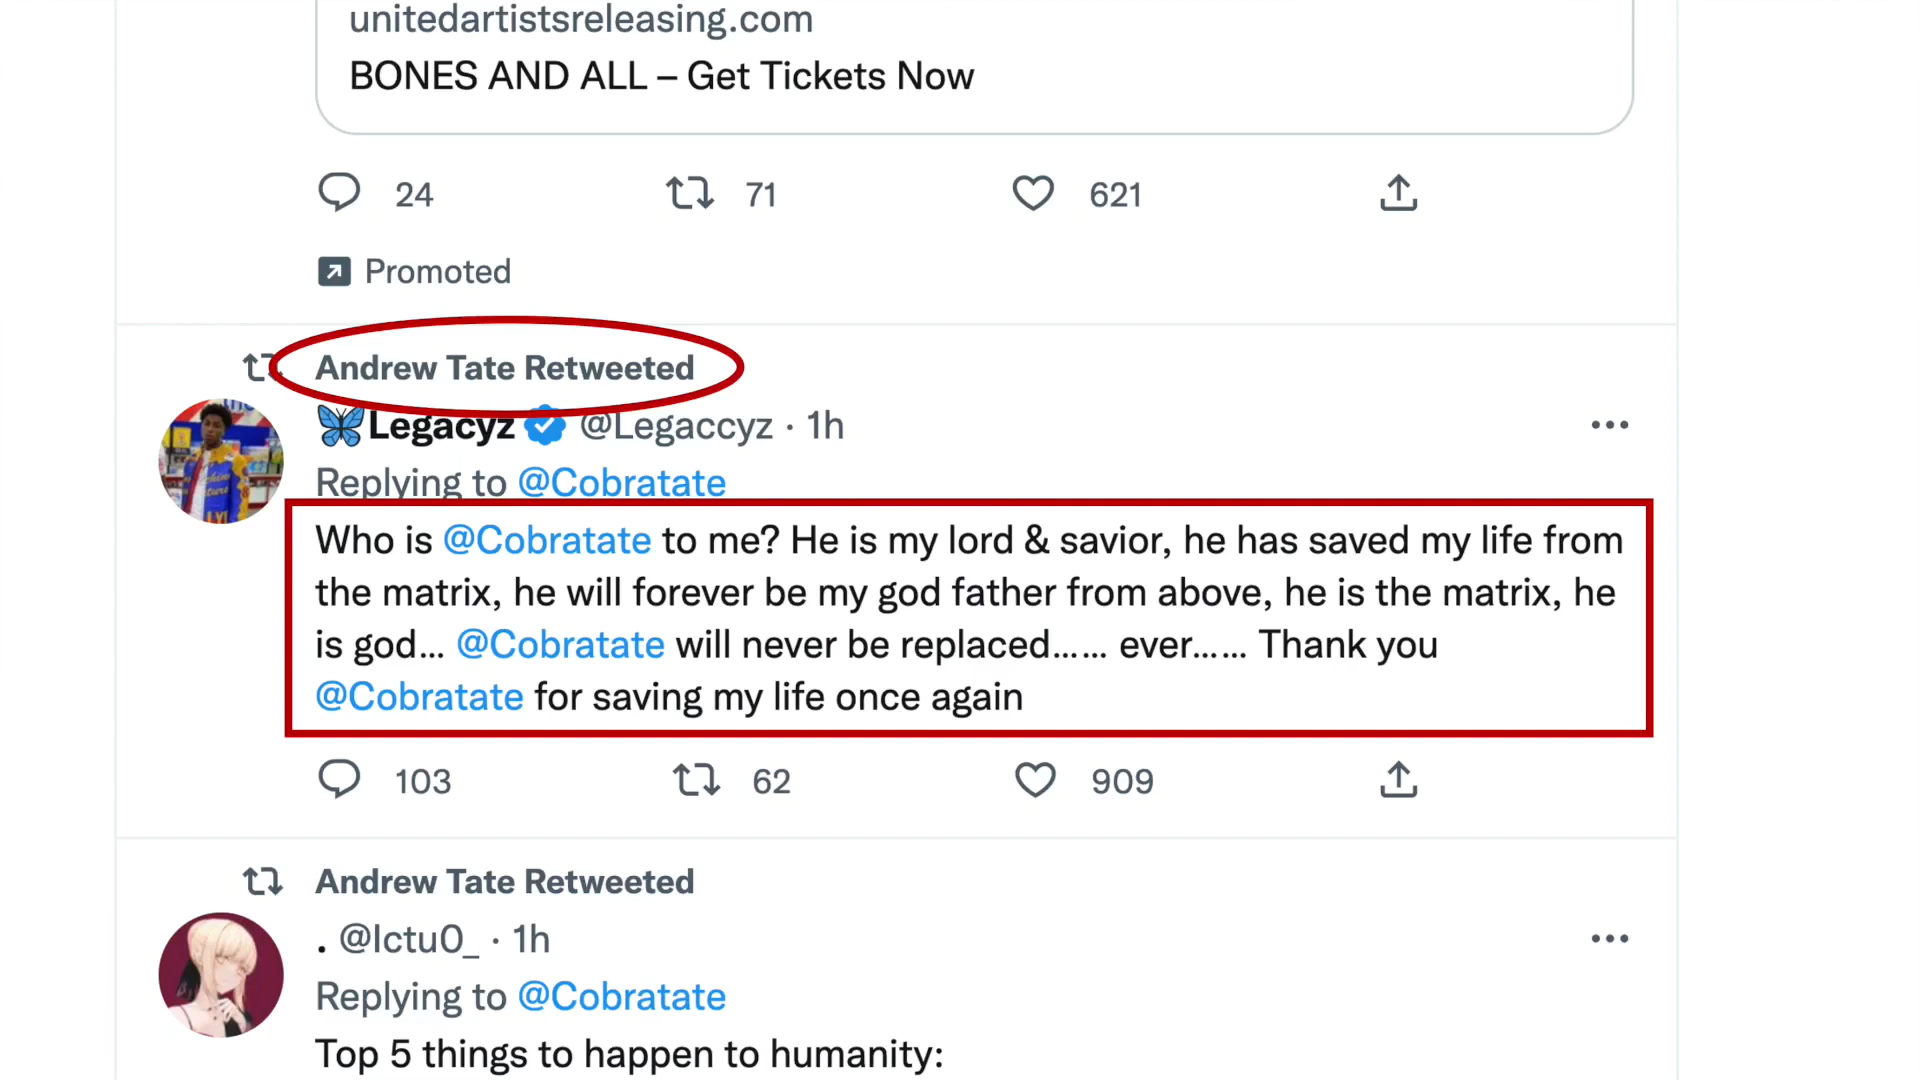 unitedartistsreleasing.com
BONES AND ALL – Get Tickets Now
24 71 621
Promoted
Andrew Tate Retweeted
🦋Legacyz @Legaccyz · 1h
Replying to @Cobratate
Who is @Cobratate to me? He is my lord & savior, he has saved my life from
the matrix, he will forever be my god father from above, he is the matrix, he
is god... @Cobratate will never be replaced...... ever...... Thank you
@Cobratate for saving my life once again
103 62 909
Andrew Tate Retweeted
. @Ictu0_ · 1h
Replying to @Cobratate
Top 5 things to happen to humanity: